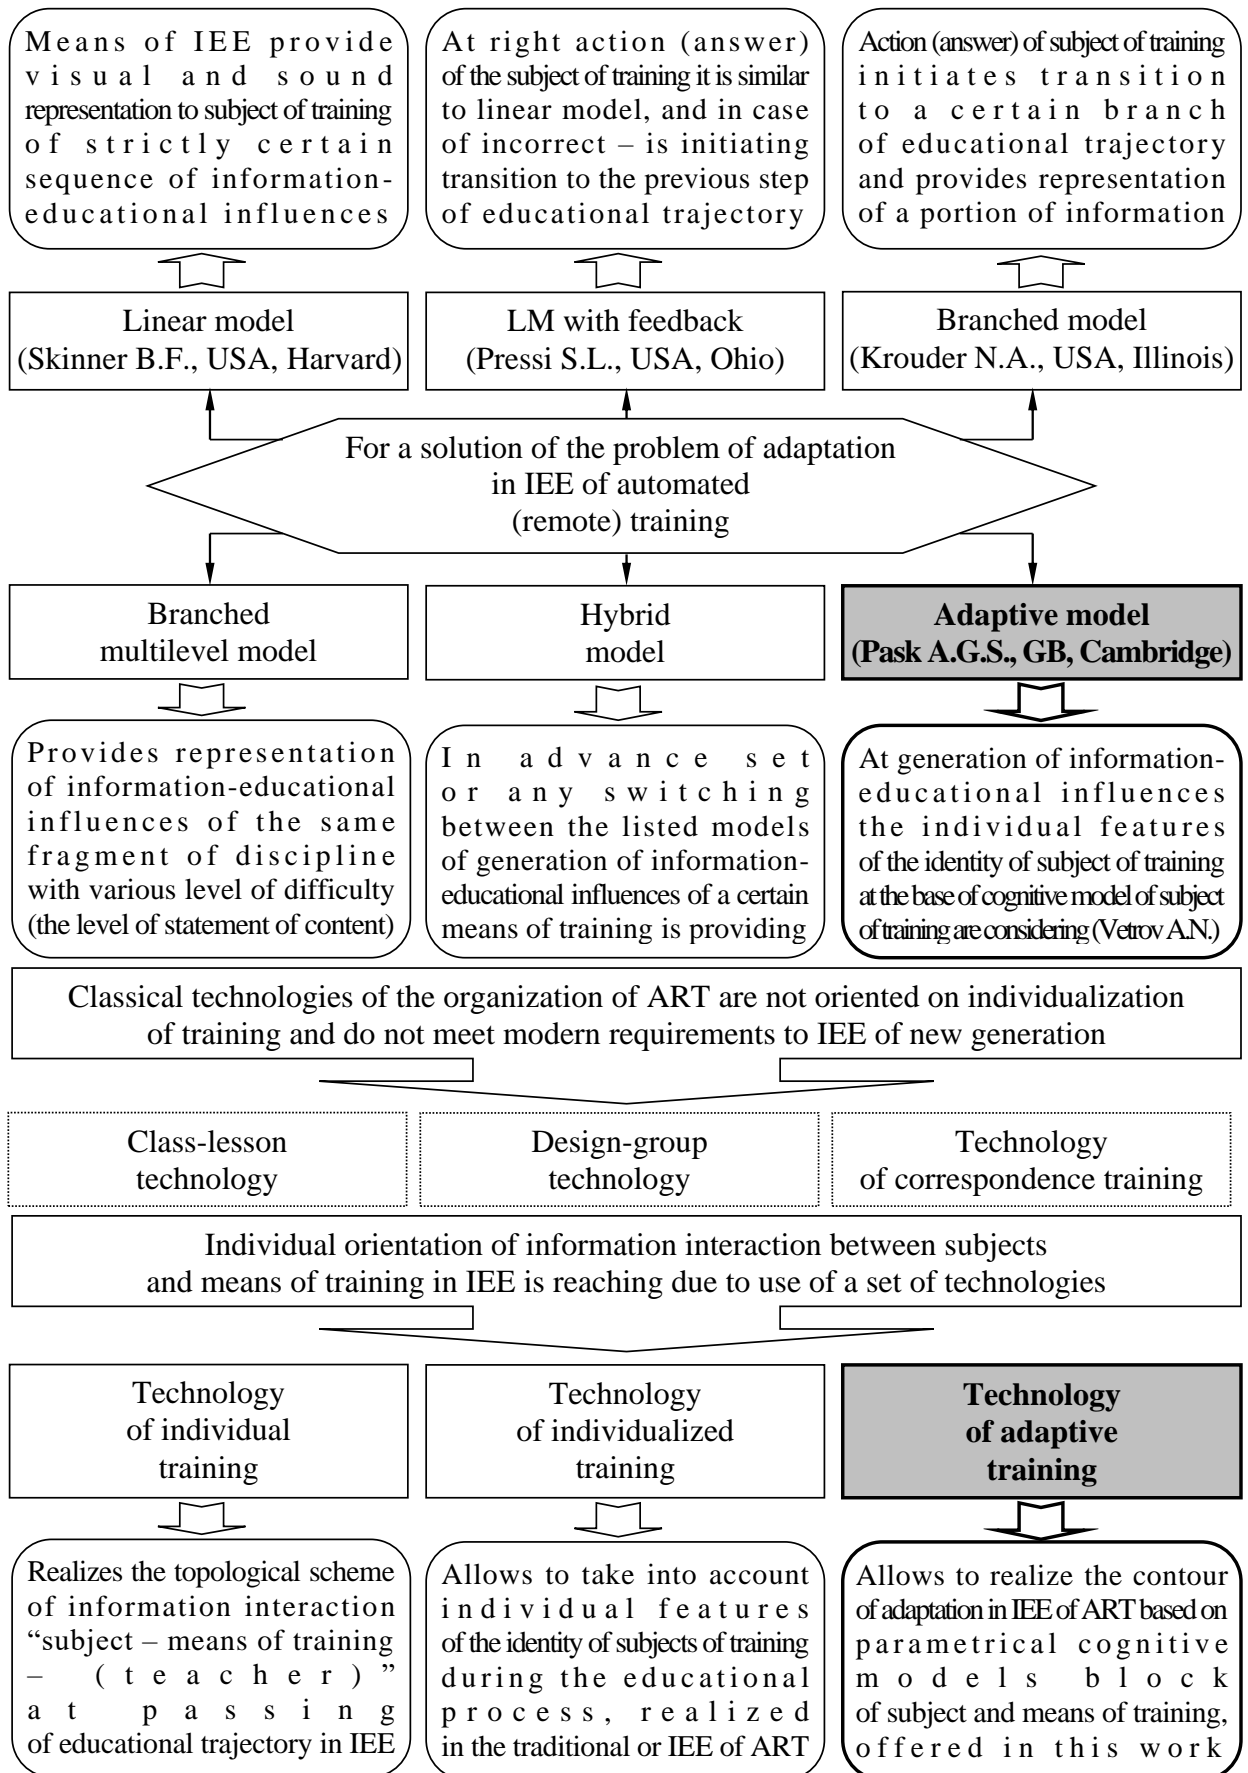 Means of IEE provide
visual and sound
representation to subject of training
of strictly certain
sequence of information-
educational influences
At right action (answer)
of the subject of training it is similar
to linear model, and in case
of incorrect – is initiating
transition to the previous step
of educational trajectory
Action (answer) of subject of training
initiates transition
to a certain branch
of educational trajectory
and provides representation
of a portion of information
Linear model
(Skinner B.F., USA, Harvard)
LM with feedback
(Pressi S.L., USA, Ohio)
Branched model
(Krouder N.A., USA, Illinois)
For a solution of the problem of adaptation
in IEE of automated
(remote) training
Branched
multilevel model
Hybrid
model
Adaptive model
(Pask A.G.S., GB, Cambridge)
Provides representation
of information-educational
influences of the same
fragment of discipline
with various level of difficulty
(the level of statement of content)
In advance set
or any switching
between the listed models
of generation of information-
educational influences of a certain
means of training is providing
At generation of information-
educational influences
the individual features
of the identity of subject of training
at the base of cognitive model of subject
of training are considering (Vetrov A.N.)
Classical technologies of the organization of ART are not oriented on individualization
of training and do not meet modern requirements to IEE of new generation
Class-lesson
technology
Design-group
technology
Technology
of correspondence training
Individual orientation of information interaction between subjects
and means of training in IEE is reaching due to use of a set of technologies
Technology
of individual
training
Technology
of individualized
training
Technology
of adaptive
training
Realizes the topological scheme
of information interaction
“subject – means of training
– (teacher)”
at passing
of educational trajectory in IEE
Allows to take into account
individual features
of the identity of subjects of training
during the educational
process, realized
in the traditional or IEE of ART
Allows to realize the contour
of adaptation in IEE of ART based on
parametrical cognitive
models block
of subject and means of training,
offered in this work